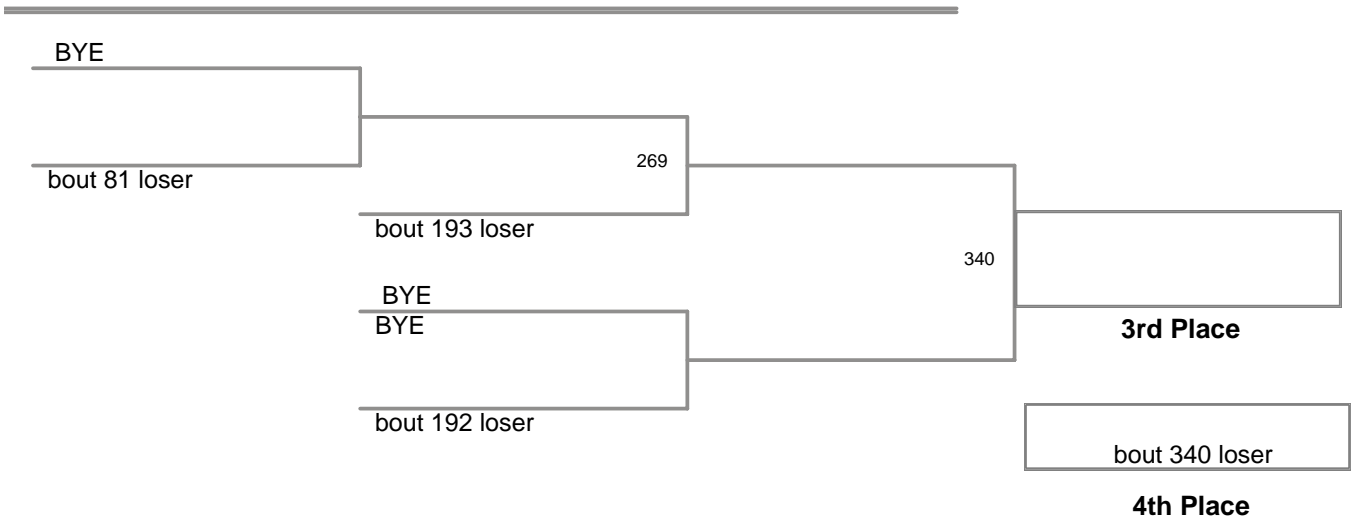 BYE
bout 81 loser
269
bout 193 loser
340
BYE
BYE
3rd Place
bout 192 loser
bout 340 loser
4th Place